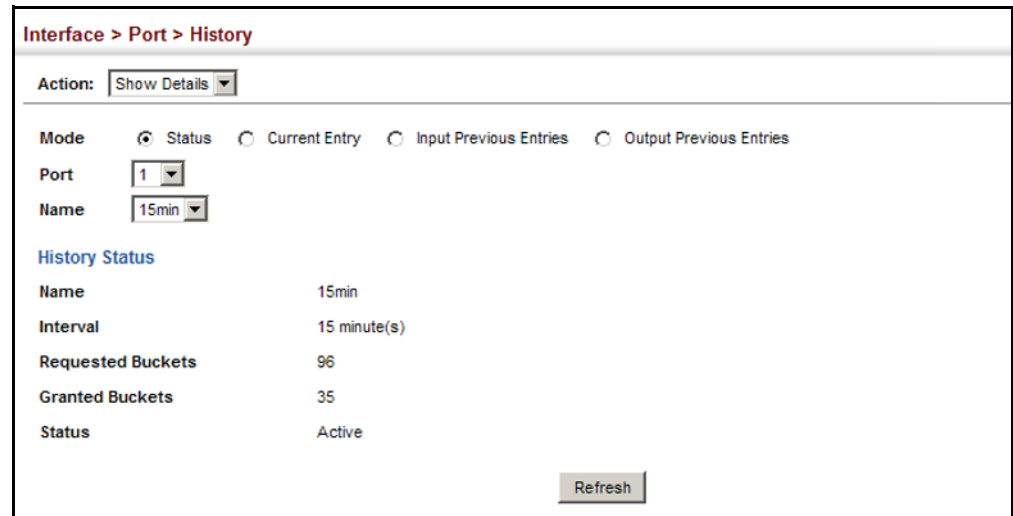 Interface > Port > History
Action: Show Details
Mode Status Current Entry Input Previous Entries Output Previous Entries
Port 1
Name 15min
History Status
Name 15min
Interval 15 minute(s)
Requested Buckets 96
Granted Buckets 35
Status Active
Refresh